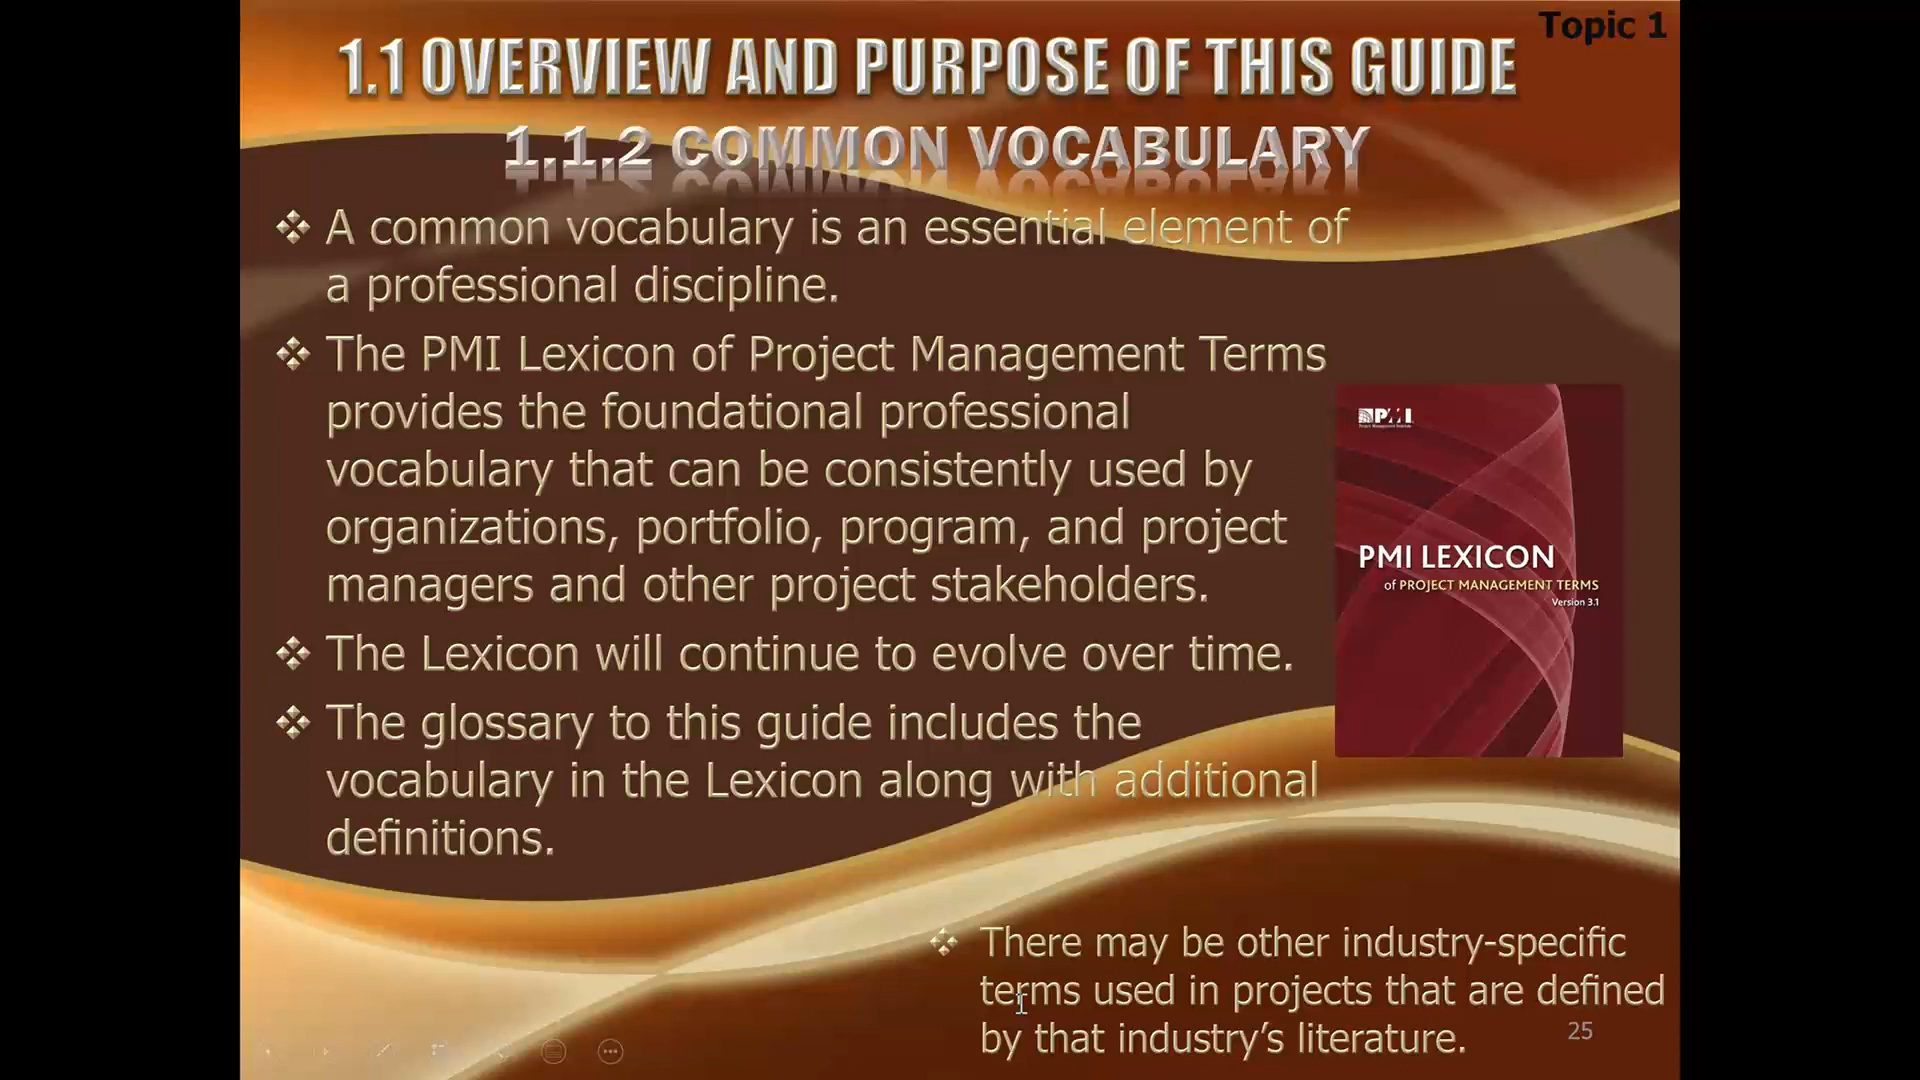 Topic 1
1.1 OVERVIEW AND PURPOSE OF THIS GUIDE
1.1.2 COMMON VOCABULARY
A common vocabulary is an essential element of
a professional discipline.
The PMI Lexicon of Project Management Terms
provides the foundational professional
vocabulary that can be consistently used by
organizations, portfolio, program, and project
managers and other project stakeholders.
The Lexicon will continue to evolve over time.
The glossary to this guide includes the
vocabulary in the Lexicon along with additional
definitions.
PMI
Project Management Institute
PMI LEXICON
of PROJECT MANAGEMENT TERMS
Version 3.1
There may be other industry-specific
terms used in projects that are defined
by that industry’s literature.
25